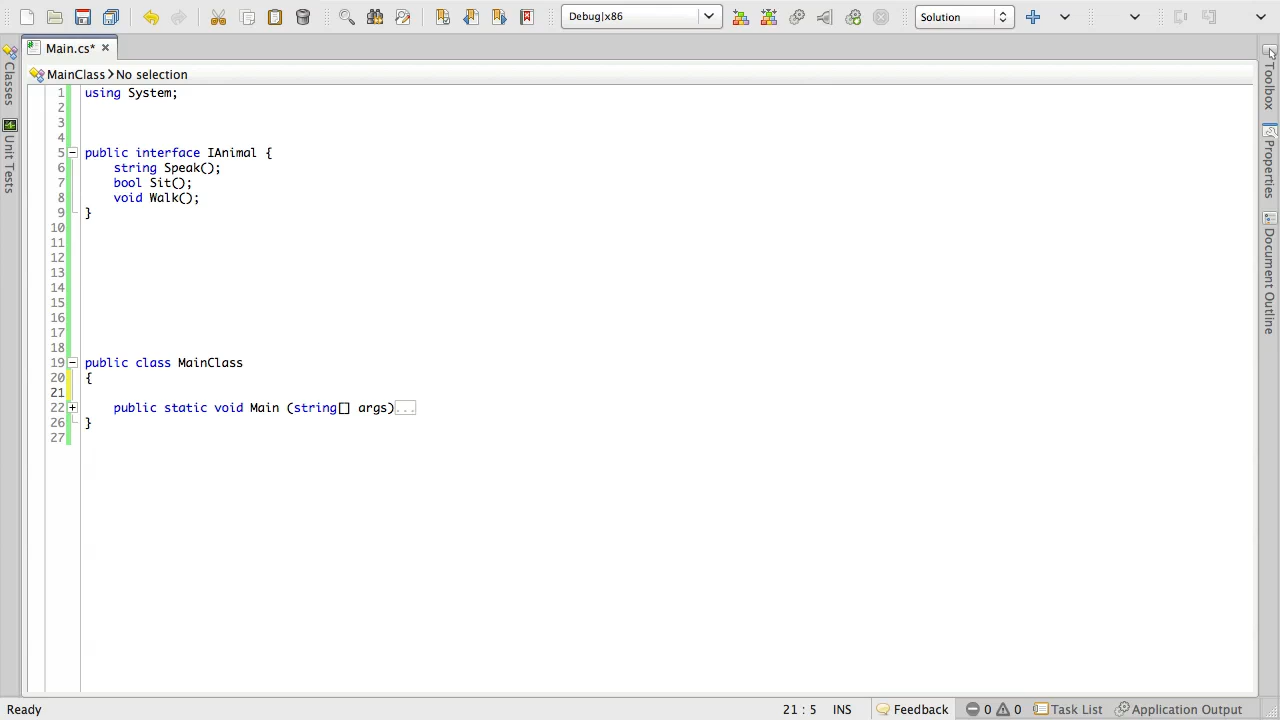 Debug|x86
Solution
Main.cs*
MainClass
No selection
Classes
Unit Tests
Toolbox
Properties
Document Outline
1 using System;
2
3
4
5 public interface IAnimal {
6 string Speak();
7 bool Sit();
8 void Walk();
9 }
10
11
12
13
14
15
16
17
18
19 public class MainClass
20 {
21
22 public static void Main (string[] args)...
26 }
27
Ready
21 : 5
INS
Feedback
0
0
Task List
Application Output